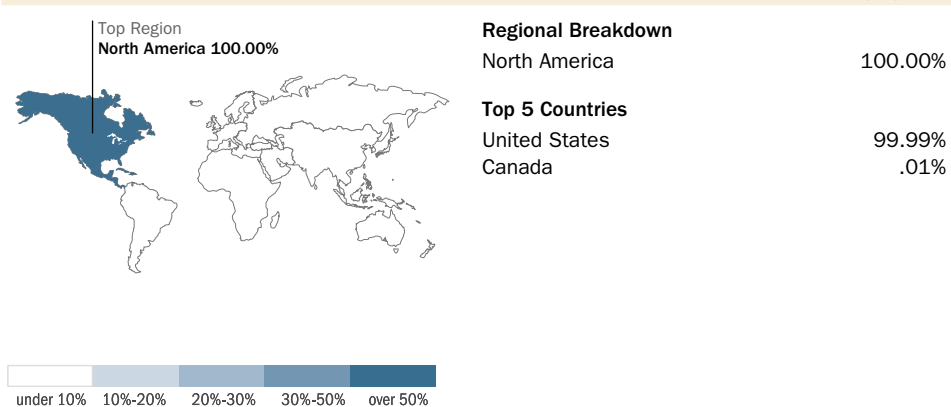 Top Region
North America 100.00%
Regional Breakdown
North America 100.00%
Top 5 Countries
United States 99.99%
Canada .01%
under 10% 10%-20% 20%-30% 30%-50% over 50%